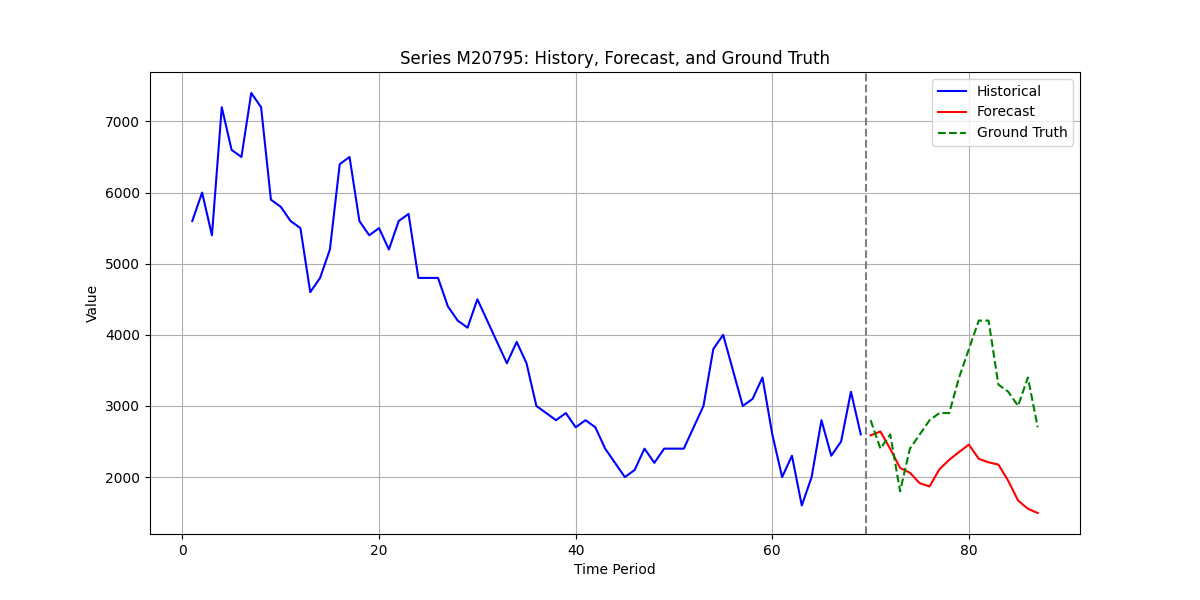 Series M20795: History, Forecast, and Ground Truth
Historical
Forecast
Ground Truth
7000
6000
5000
4000
3000
2000
Value
0
20
40
60
80
Time Period